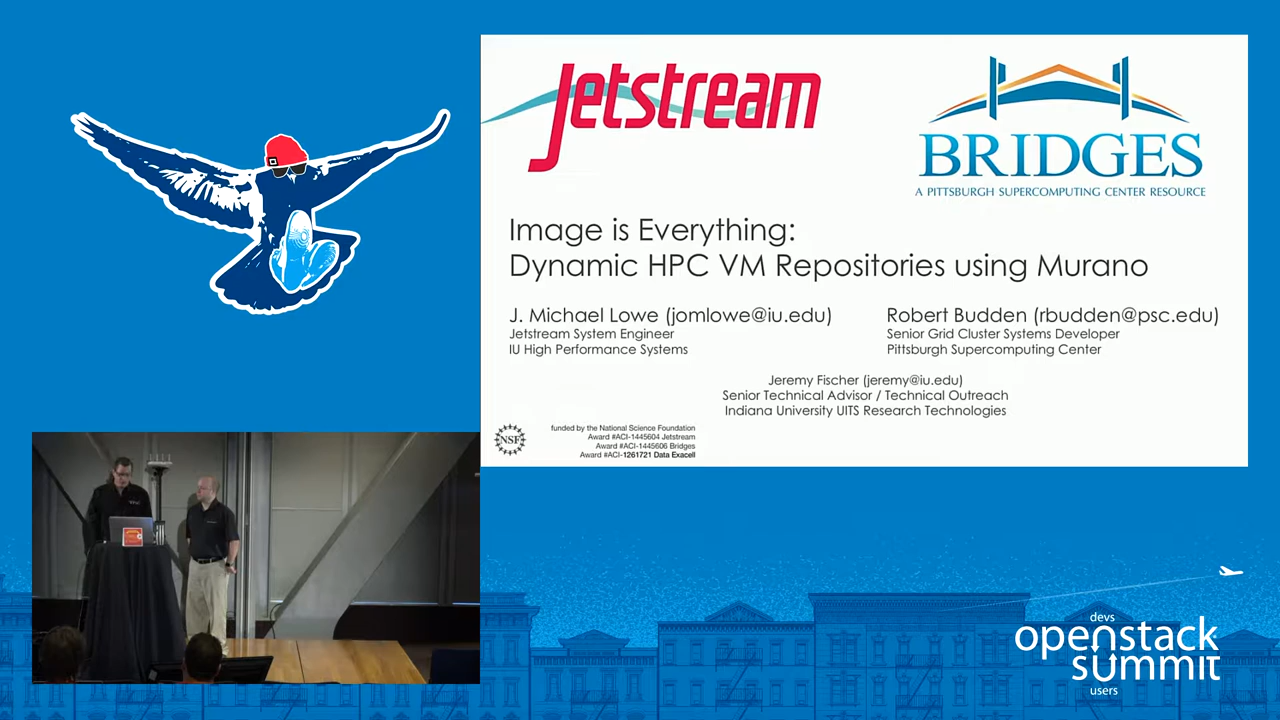 Jetstream
BRIDGES
A PITTSBURGH SUPERCOMPUTING CENTER RESOURCE
Image is Everything:
Dynamic HPC VM Repositories using Murano
J. Michael Lowe (jomlowe@iu.edu)
Jetstream System Engineer
IU High Performance Systems
Robert Budden (rbudden@psc.edu)
Senior Grid Cluster Systems Developer
Pittsburgh Supercomputing Center
Jeremy Fischer (jeremy@iu.edu)
Senior Technical Advisor / Technical Outreach
Indiana University UITS Research Technologies
NSF
funded by the National Science Foundation
Award #ACI-1445604 Jetstream
Award #ACI-1445606 Bridges
Award #ACI-1261721 Data Exacell
devs
openstack
summit
users